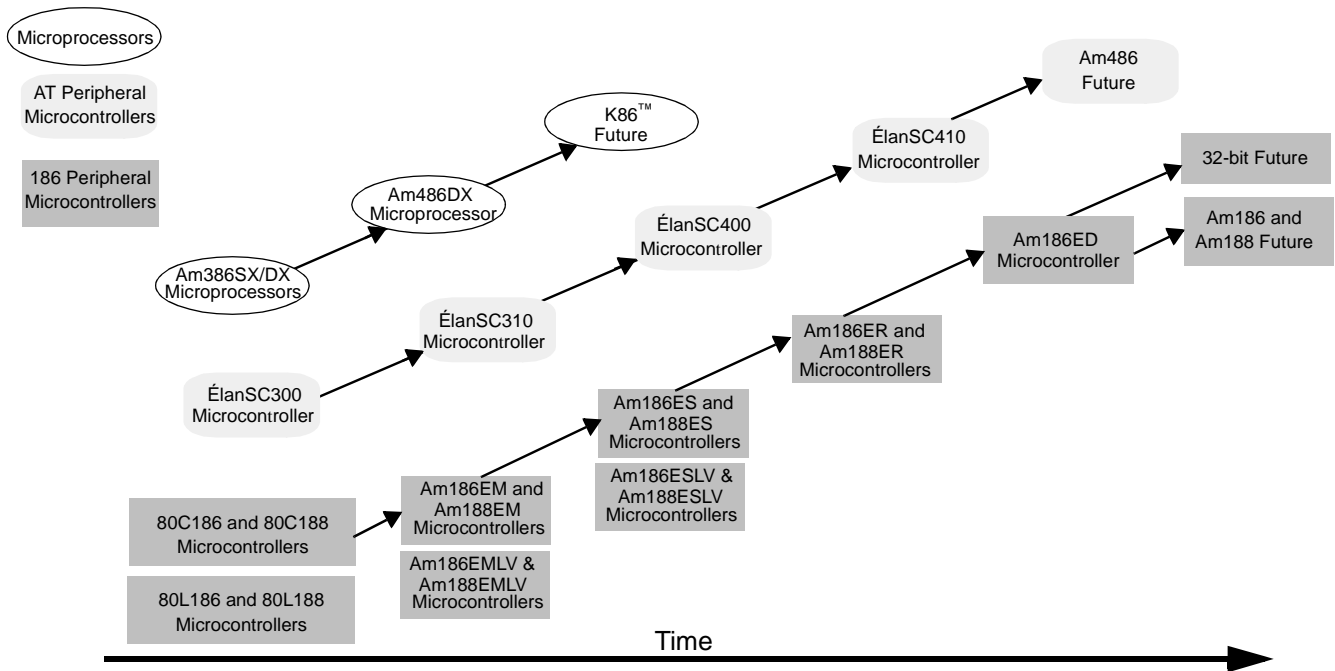 Microprocessors
AT Peripheral
Microcontrollers
186 Peripheral
Microcontrollers
Am386SX/DX
Microprocessors
Am486DX
Microprocessor
K86™
Future
ÉlanSC300
Microcontroller
ÉlanSC310
Microcontroller
ÉlanSC400
Microcontroller
ÉlanSC410
Microcontroller
Am486
Future
80C186 and 80C188
Microcontrollers
80L186 and 80L188
Microcontrollers
Am186EM and
Am188EM
Microcontrollers
Am186EMLV &
Am188EMLV
Microcontrollers
Am186ES and
Am188ES
Microcontrollers
Am186ESLV &
Am188ESLV
Microcontrollers
Am186ER and
Am188ER
Microcontrollers
Am186ED
Microcontroller
32-bit Future
Am186 and
Am188 Future
Time